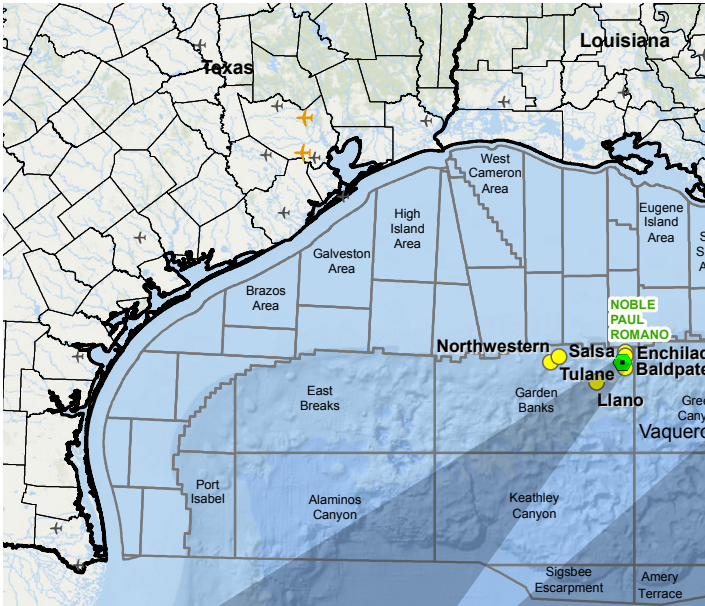 Louisiana
Texas
West
Cameron
Area
High
Island
Area
Eugene
Island
Area
Galveston
Area
Brazos
Area
NOBLE
PAUL
ROMANO
Northwestern
Salsa
Enchilad
Tulane
Baldpate
Llano
East
Breaks
Garden
Banks
Gree
Cany
Vaquero
Port
Isabel
Alaminos
Canyon
Keathley
Canyon
Sigsbee
Escarpment
Amery
Terrace